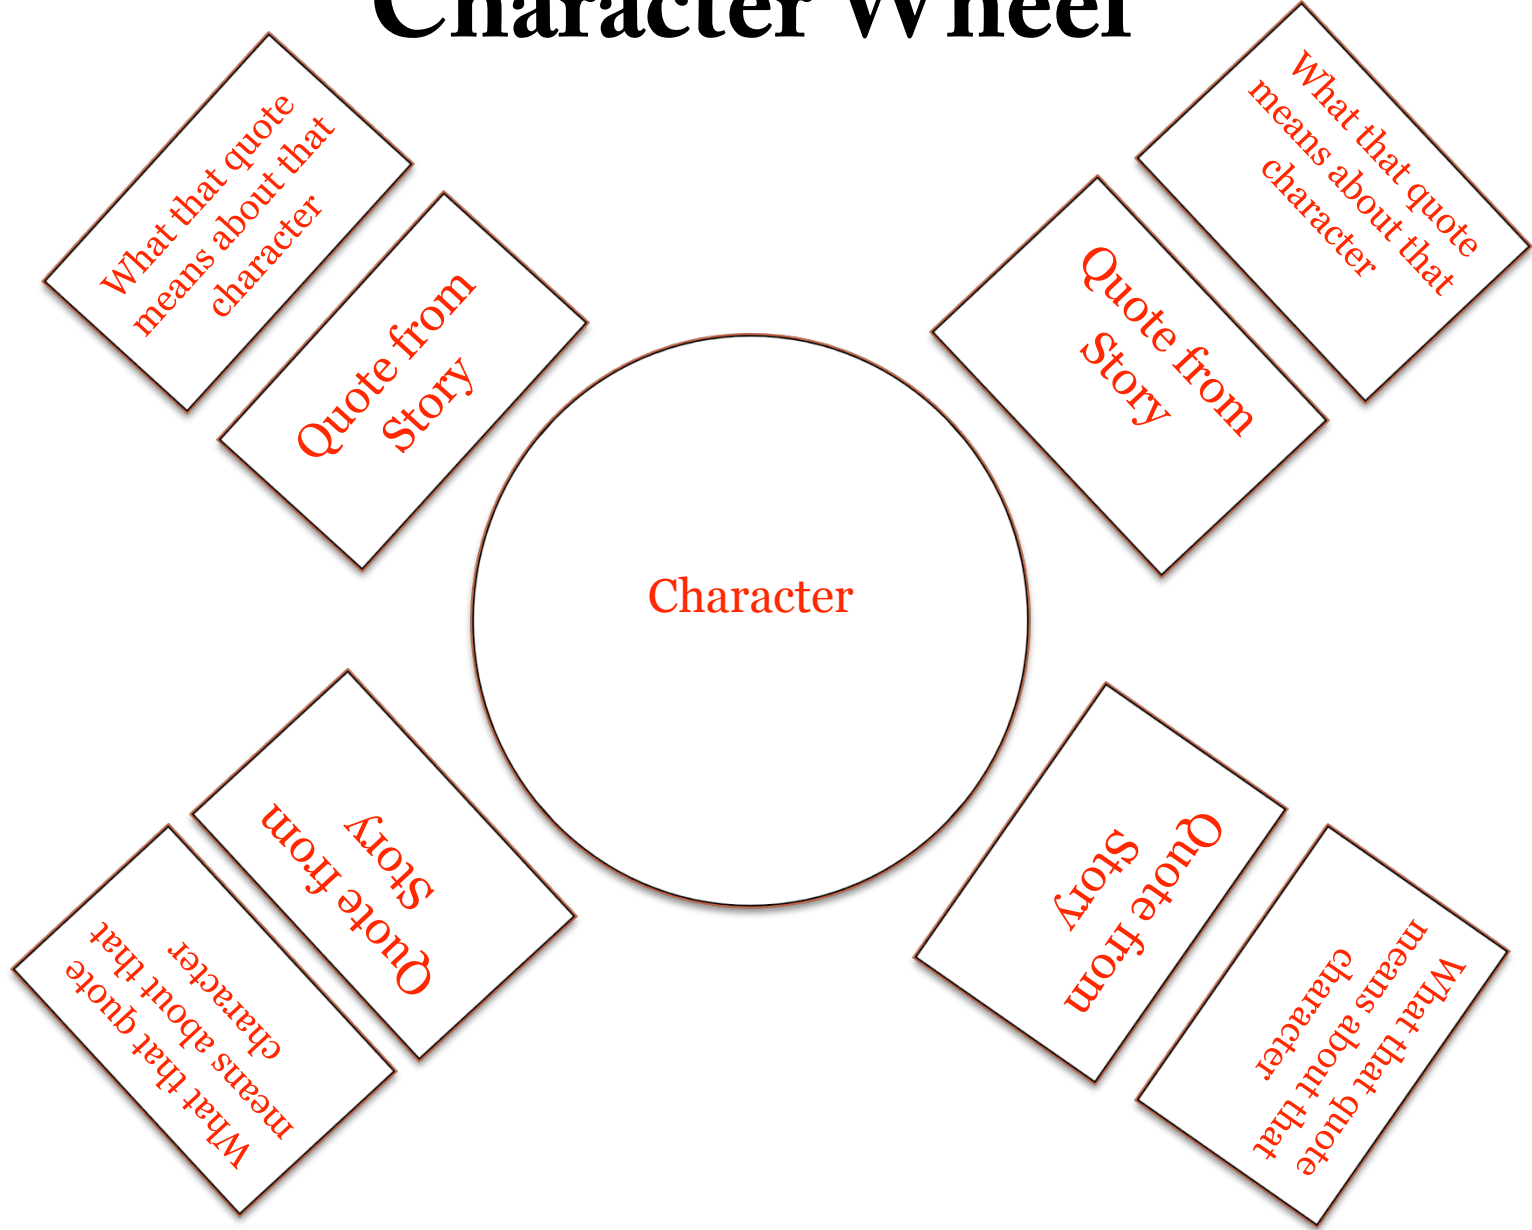 Character Wheel
What that quote
means about that
character
Quote from
Story
What that quote
means about that
character
Quote from
Story
Character
Quote from
Story
What that quote
means about that
character
Quote from
Story
What that quote
means about that
character